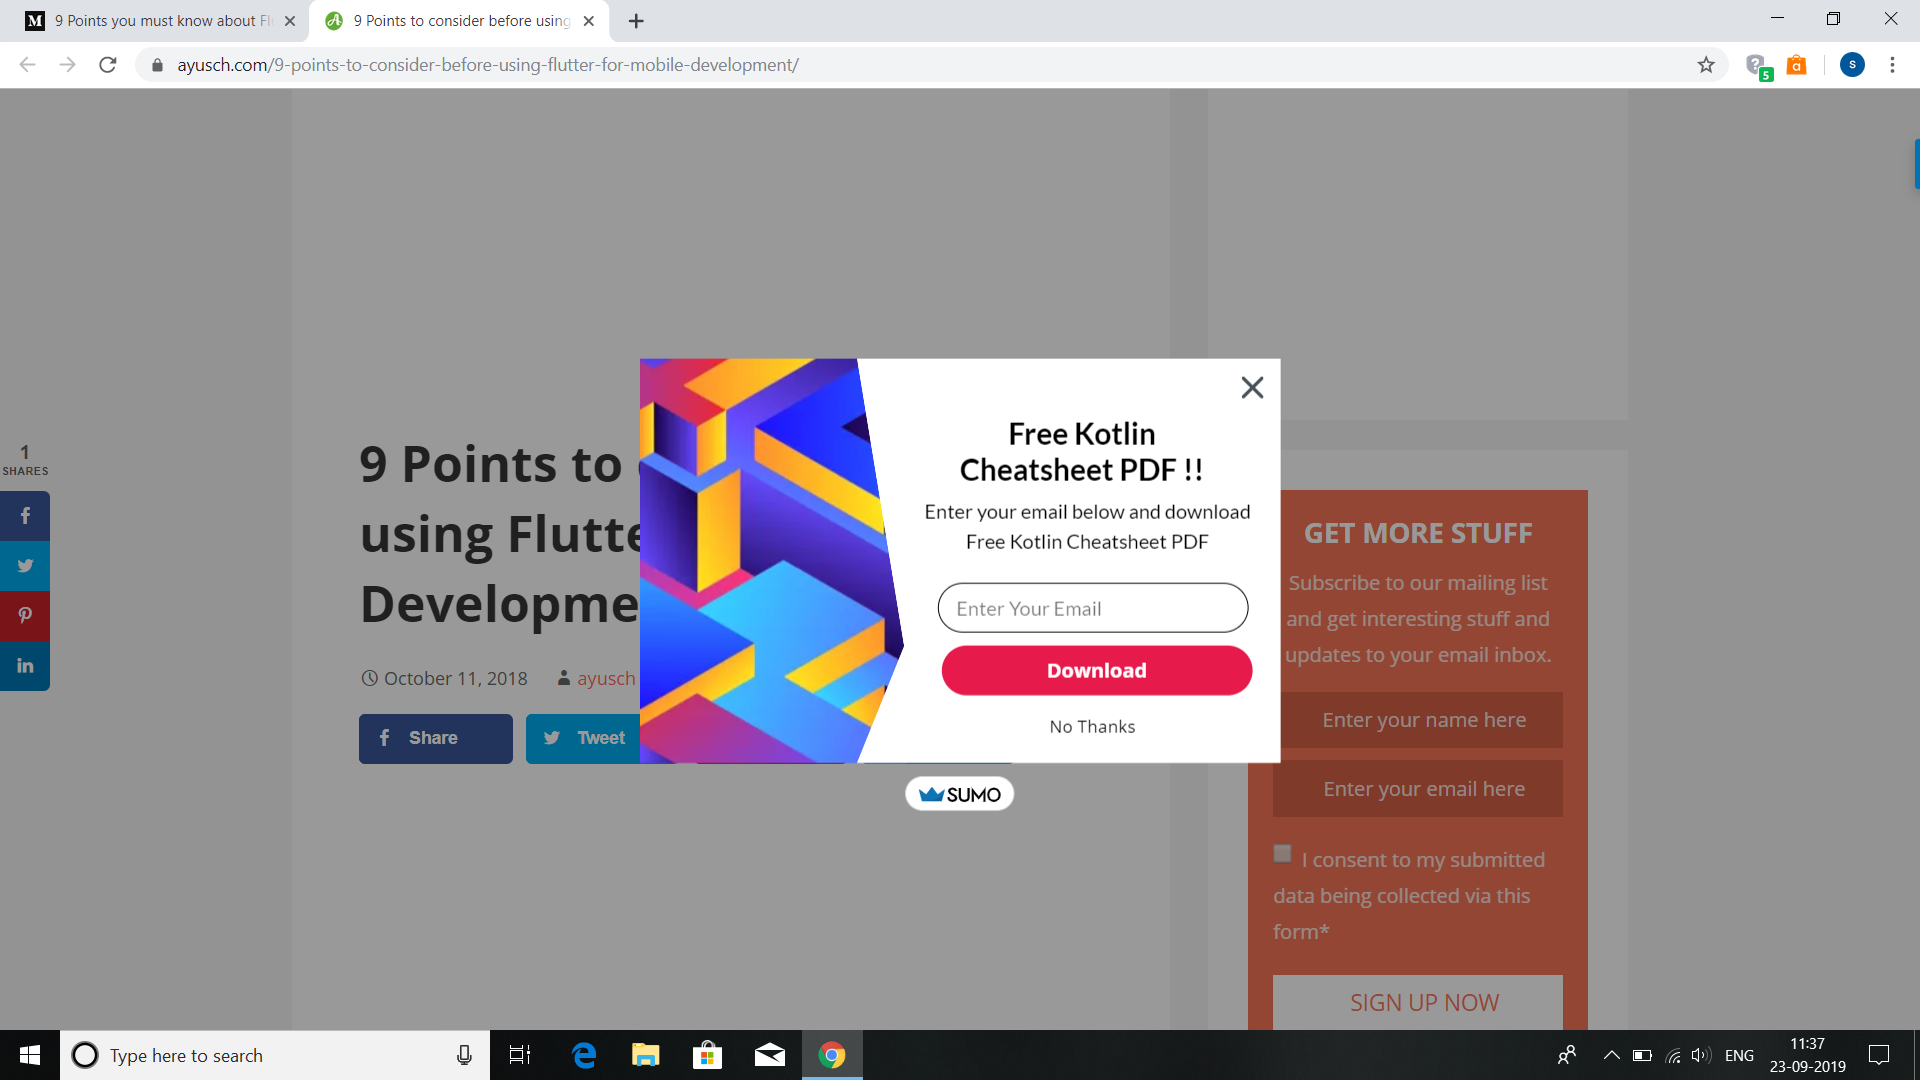 M 9 Points you must know about Fl
9 Points to consider before using
ayusch.com/9-points-to-consider-before-using-flutter-for-mobile-development/
5
a
S
1
SHARES
9 Points to
using Flutte
Developme
October 11, 2018 ayusch
Share Tweet
Free Kotlin
Cheatsheet PDF !!
Enter your email below and download
Free Kotlin Cheatsheet PDF
Enter Your Email
Download
No Thanks
SUMO
GET MORE STUFF
Subscribe to our mailing list
and get interesting stuff and
updates to your email inbox.
Enter your name here
Enter your email here
I consent to my submitted
data being collected via this
form*
SIGN UP NOW
Type here to search
ENG
11:37
23-09-2019